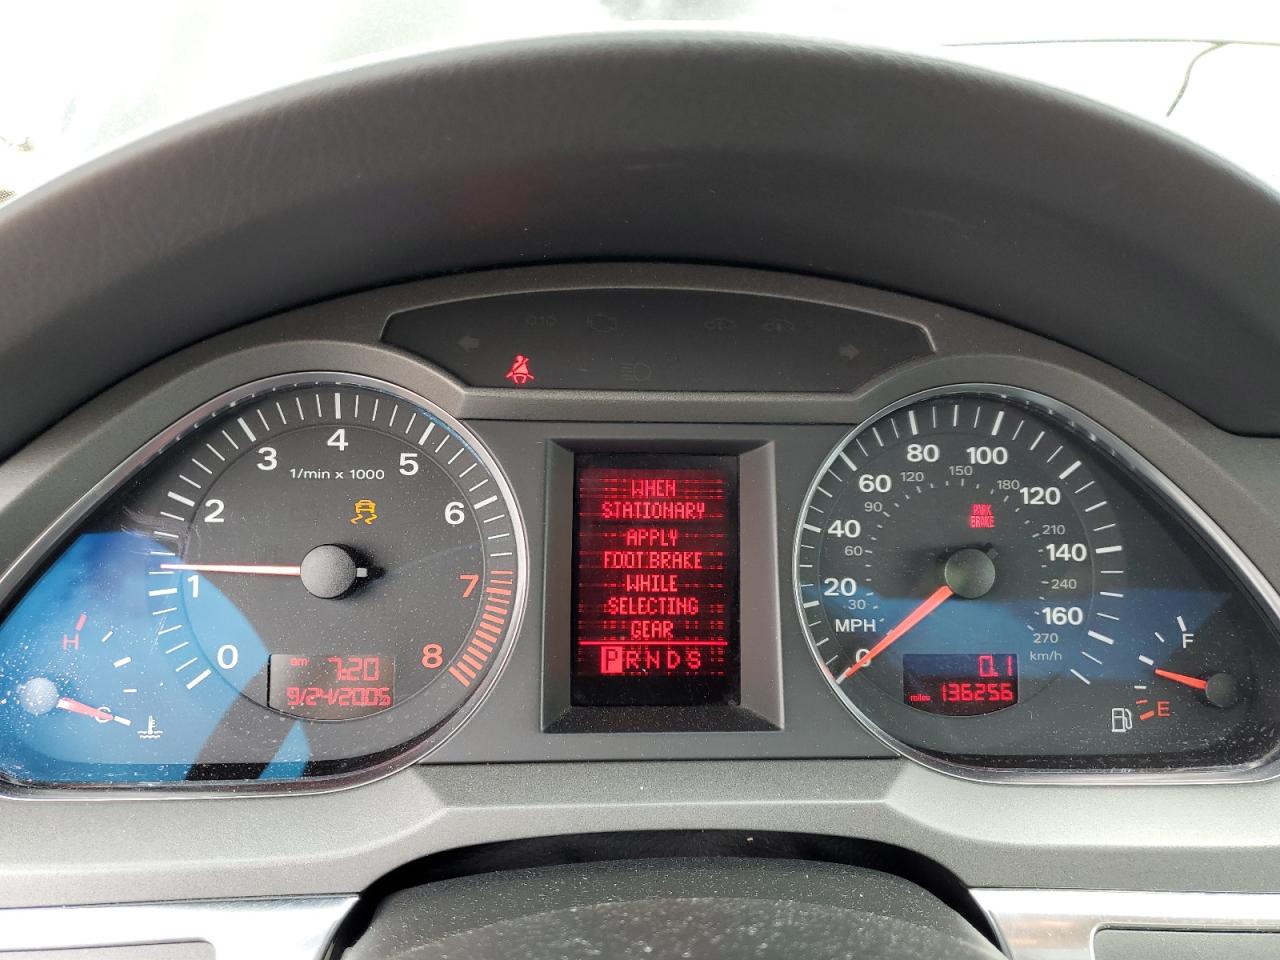 1/min x 1000
0
1
2
3
4
5
6
7
8
H
C
am 7:20
9/24/2005
WHEN
STATIONARY
APPLY
FOOTBRAKE
WHILE
SELECTING
GEAR
PRNDS
0
20
40
60
80
100
120
140
160
MPH
30
60
90
120
150
180
210
240
270
km/h
PARK
BRAKE
0.1
miles 136256
F
E